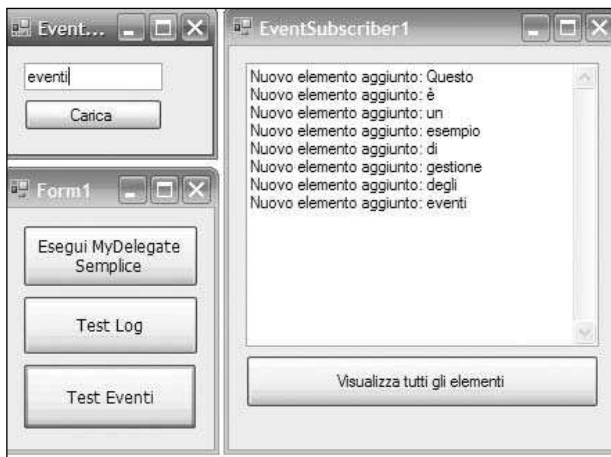 Event...
eventi
Carica
Form1
Esegui MyDelegate
Semplice
Test Log
Test Eventi
EventSubscriber1
Nuovo elemento aggiunto: Questo
Nuovo elemento aggiunto: è
Nuovo elemento aggiunto: un
Nuovo elemento aggiunto: esempio
Nuovo elemento aggiunto: di
Nuovo elemento aggiunto: gestione
Nuovo elemento aggiunto: degli
Nuovo elemento aggiunto: eventi
Visualizza tutti gli elementi